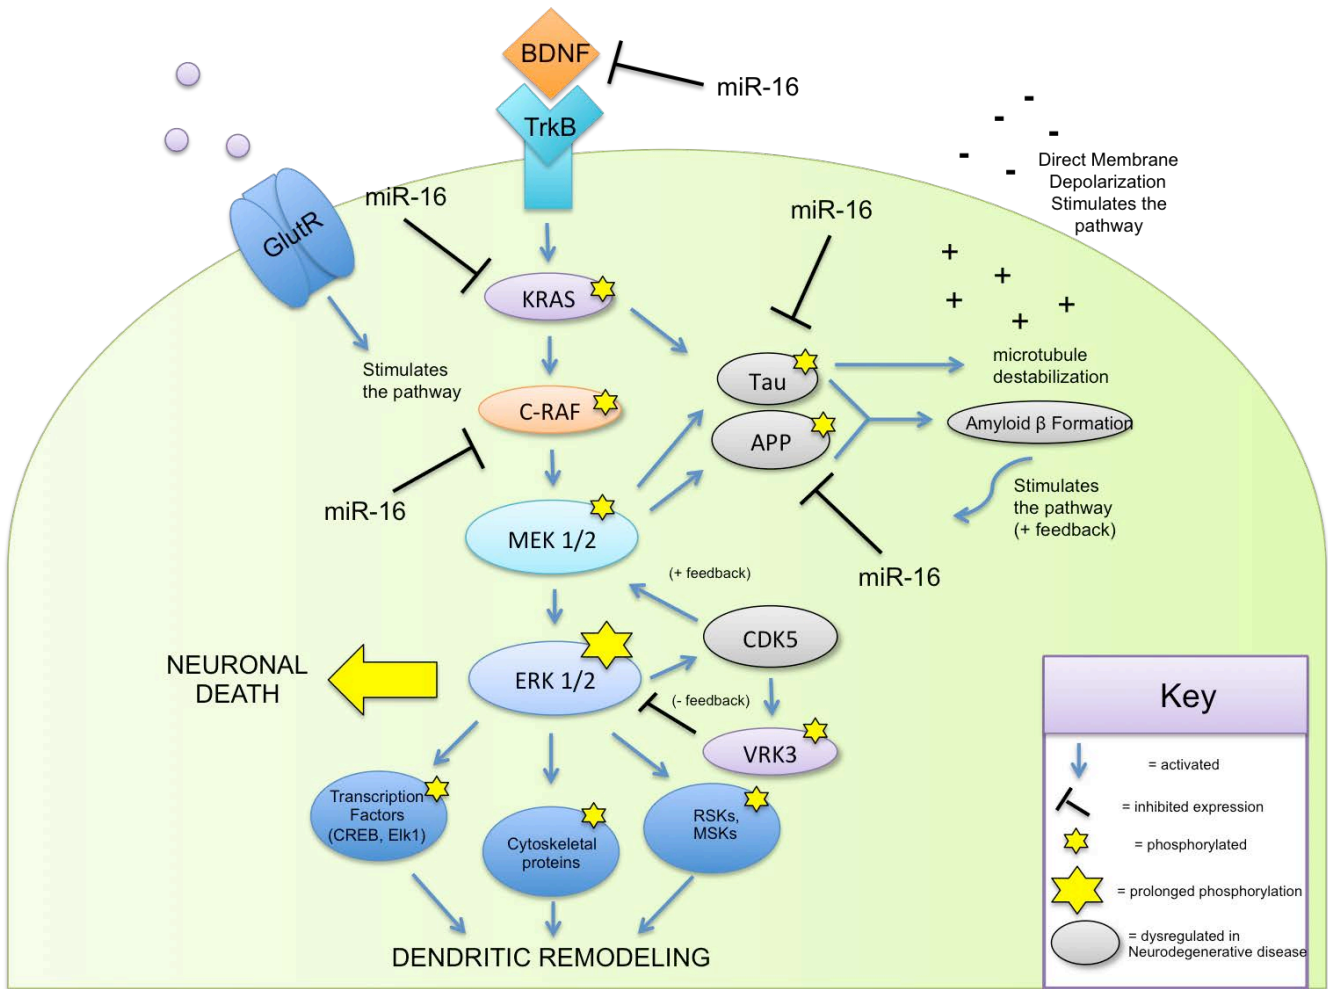 BDNF
miR-16
TrkB
- - - - -
Direct Membrane
Depolarization
Stimulates the
pathway
miR-16
GlutR
miR-16
+ + + + +
KRAS
Stimulates
the pathway
microtubule
destabilization
Tau
C-RAF
Amyloid β Formation
APP
miR-16
Stimulates
the pathway
(+ feedback)
MEK 1/2
miR-16
(+ feedback)
CDK5
NEURONAL
DEATH
ERK 1/2
(- feedback)
VRK3
Transcription
Factors
(CREB, Elk1)
Cytoskeletal
proteins
RSKs,
MSKs
DENDRITIC REMODELING
Key
= activated
= inhibited expression
= phosphorylated
= prolonged phosphorylation
= dysregulated in
Neurodegenerative disease